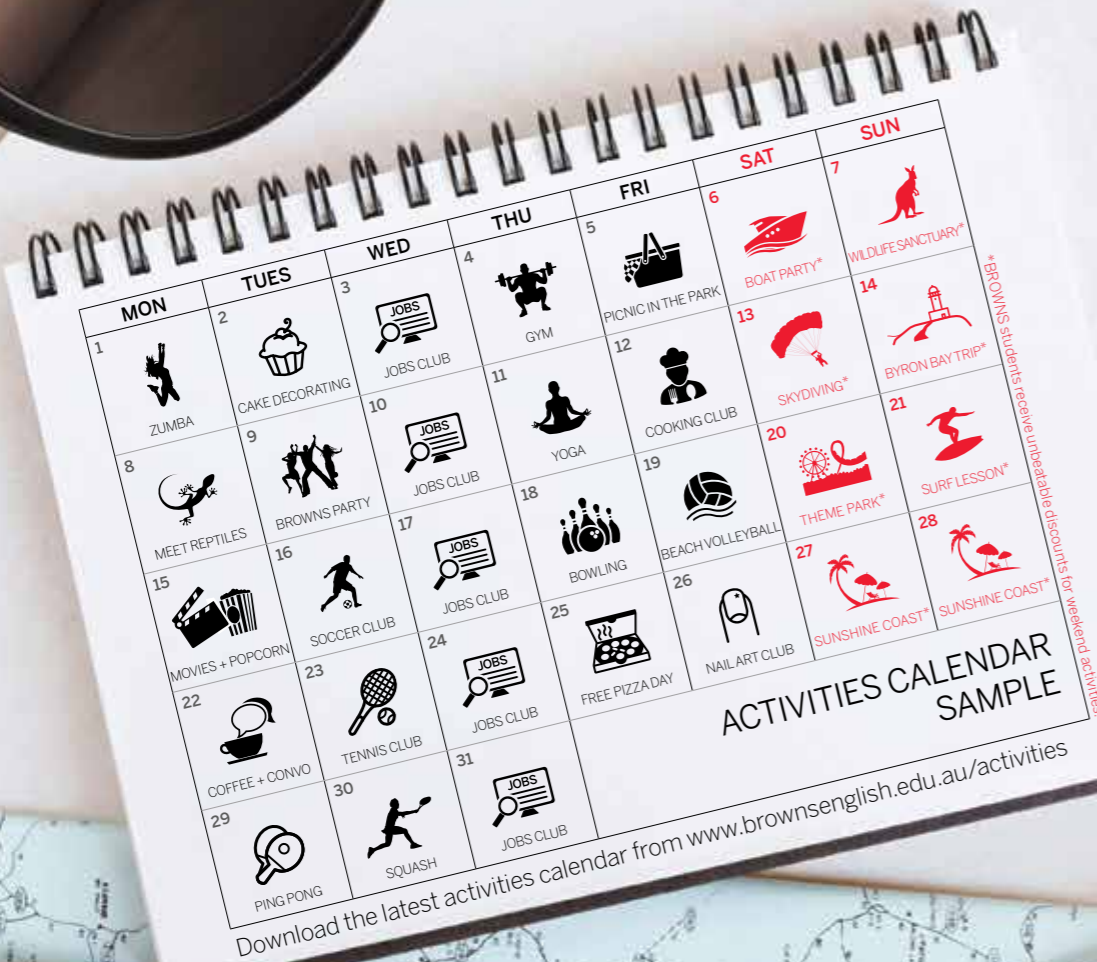 MON TUES WED THU FRI SAT SUN
1 2 3 4 5 6 7
JOBS
ZUMBA CAKE DECORATING JOBS CLUB GYM PICNIC IN THE PARK BOAT PARTY* WILDLIFE SANCTUARY*
8 9 10 11 12 13 14
JOBS
MEET REPTILES BROWNS PARTY JOBS CLUB YOGA COOKING CLUB SKYDIVING* BYRON BAY TRIP*
15 16 17 18 19 20 21
JOBS
MOVIES + POPCORN SOCCER CLUB JOBS CLUB BOWLING BEACH VOLLEYBALL THEME PARK* SURF LESSON*
22 23 24 25 26 27 28
JOBS
COFFEE + CONVO TENNIS CLUB JOBS CLUB FREE PIZZA DAY NAIL ART CLUB SUNSHINE COAST* SUNSHINE COAST*
29 30 31
JOBS
PING PONG SQUASH JOBS CLUB
ACTIVITIES CALENDAR
SAMPLE
Download the latest activities calendar from www.brownsenglish.edu.au/activities
*BROWNS students receive unbeatable discounts for weekend activities.